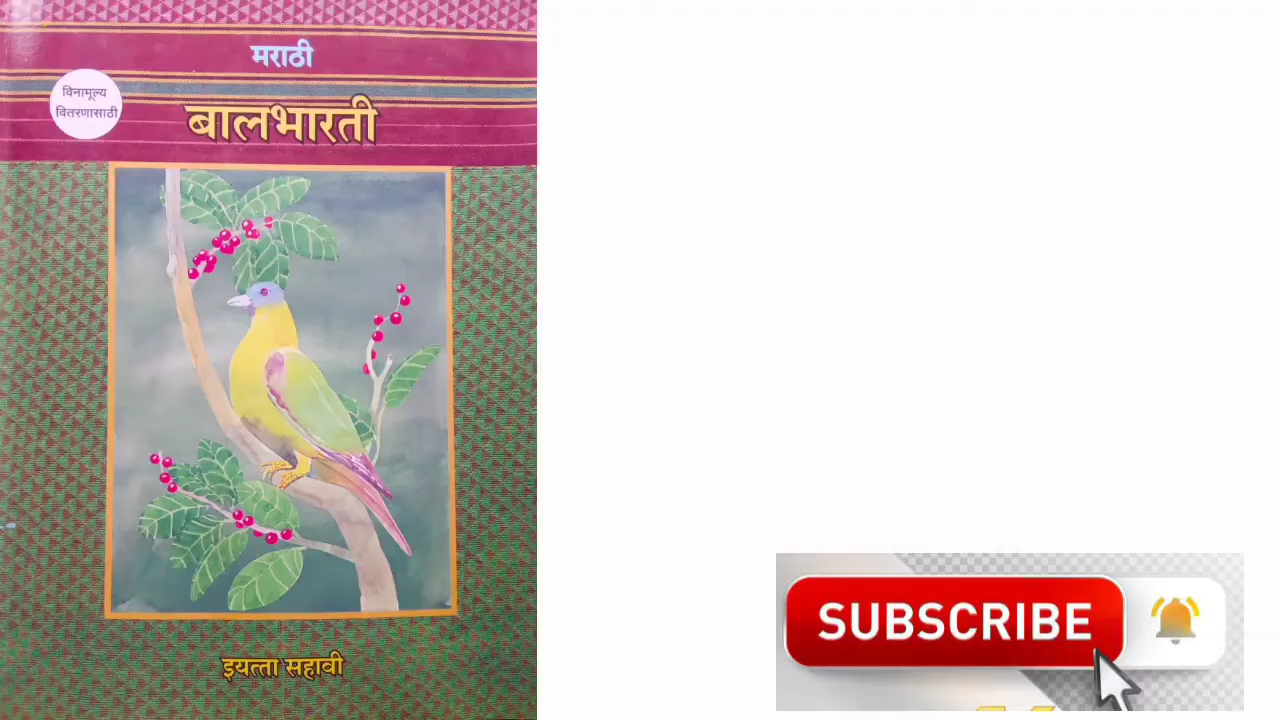 मराठी
विनामूल्य
वितरणासाठी
बालभारती
इयत्ता सहावी
SUBSCRIBE